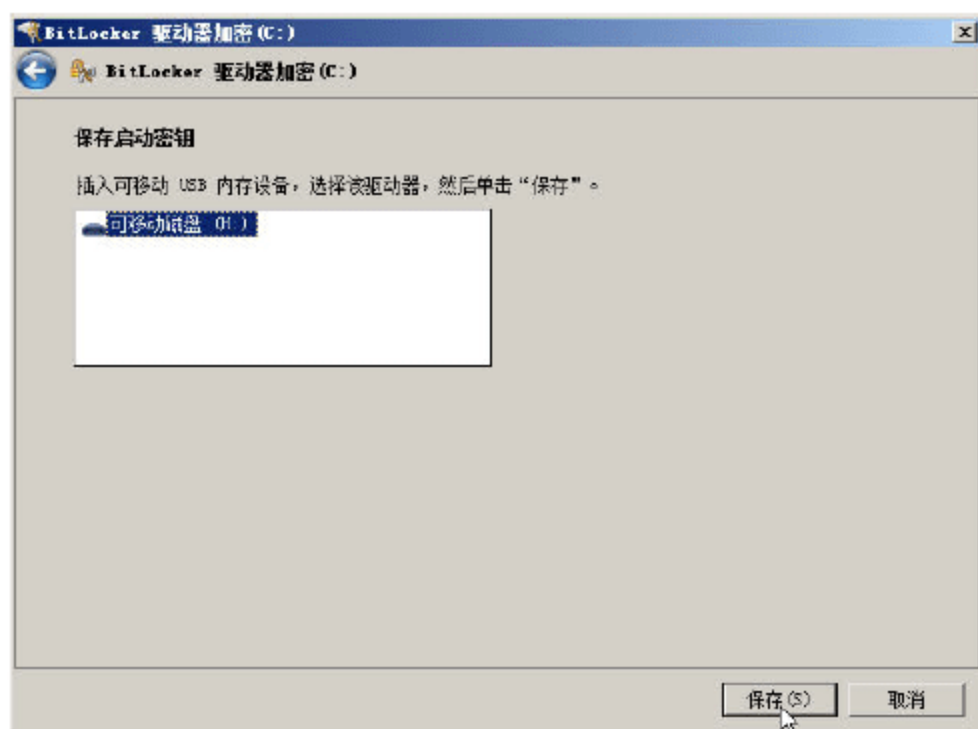 BitLocker 驱动器加密(C:)
BitLocker 驱动器加密(C:)
保存启动密钥
插入可移动 USB 内存设备，选择该驱动器，然后单击“保存”。
可移动磁盘 (H:)
保存(S)
取消